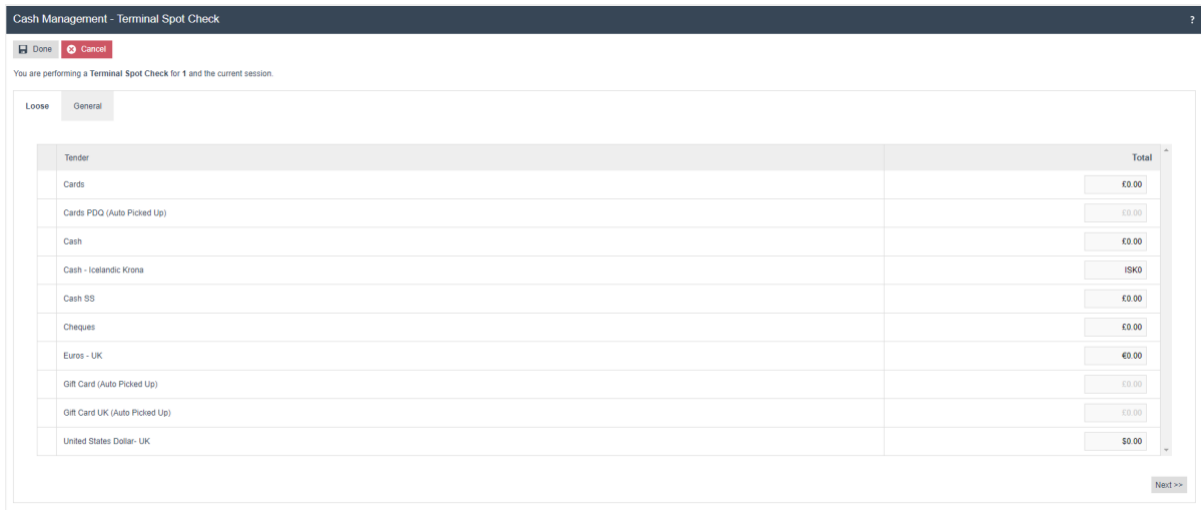 Cash Management - Terminal Spot Check ?
Done Cancel
You are performing a Terminal Spot Check for 1 and the current session.
Loose General
Tender Total
Cards £0.00
Cards PDQ (Auto Picked Up) £0.00
Cash £0.00
Cash - Icelandic Krona ISK0
Cash SS £0.00
Cheques £0.00
Euros - UK €0.00
Gift Card (Auto Picked Up) £0.00
Gift Card UK (Auto Picked Up) £0.00
United States Dollar- UK $0.00
Next >>